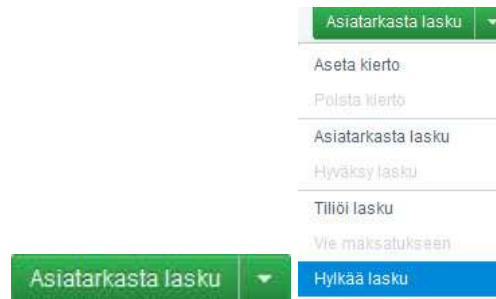 Asiatarkasta lasku
Aseta kierto
Poista kierto
Asiatarkasta lasku
Hyväksy lasku
Tiliöi lasku
Vie maksatukseen
Hylkää lasku
Asiatarkasta lasku